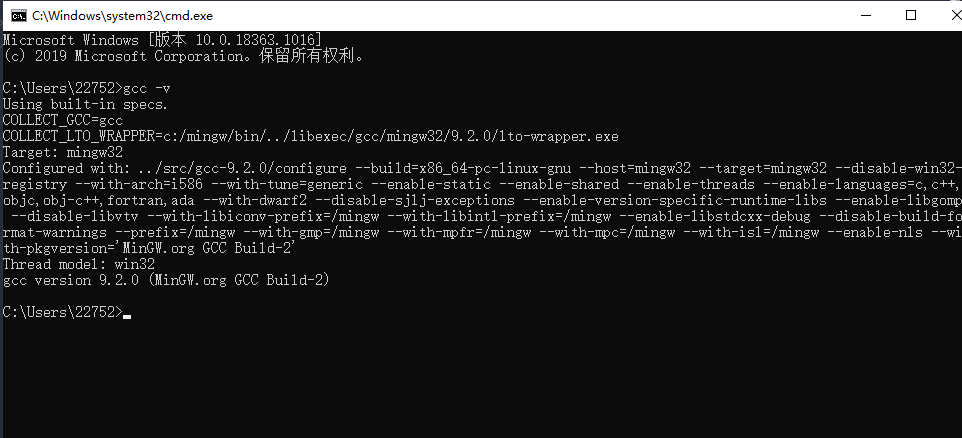 C:\Windows\system32\cmd.exe
Microsoft Windows [版本 10.0.18363.1016]
(c) 2019 Microsoft Corporation。保留所有权利。
C:\Users\22752>gcc -v
Using built-in specs.
COLLECT_GCC=gcc
COLLECT_LTO_WRAPPER=c:/mingw/bin/../libexec/gcc/mingw32/9.2.0/lto-wrapper.exe
Target: mingw32
Configured with: ../src/gcc-9.2.0/configure --build=x86_64-pc-linux-gnu --host=mingw32 --target=mingw32 --disable-win32-
registry --with-arch=i586 --with-tune=generic --enable-static --enable-shared --enable-threads --enable-languages=c,c++,
objc,obj-c++,fortran,ada --with-dwarf2 --disable-sjlj-exceptions --enable-version-specific-runtime-libs --enable-libgomp
 --disable-libvtv --with-libiconv-prefix=/mingw --with-libintl-prefix=/mingw --enable-libstdcxx-debug --disable-build-fo
rmat-warnings --prefix=/mingw --with-gmp=/mingw --with-mpfr=/mingw --with-mpc=/mingw --with-isl=/mingw --enable-nls --wi
th-pkgversion='MinGW.org GCC Build-2'
Thread model: win32
gcc version 9.2.0 (MinGW.org GCC Build-2)
C:\Users\22752>